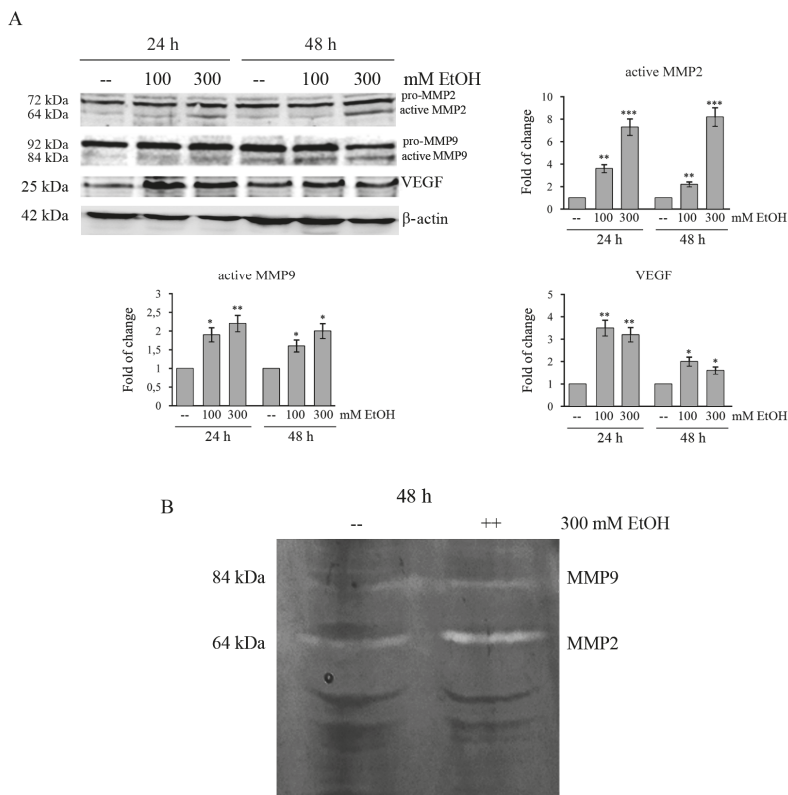 A
24 h 48 h
-- 100 300 -- 100 300 mM EtOH
72 kDa pro-MMP2
64 kDa active MMP2
92 kDa pro-MMP9
84 kDa active MMP9
25 kDa VEGF
42 kDa β-actin
active MMP2
Fold of change
10
8
6
4
2
0
** *** ** ***
-- 100 300 -- 100 300 mM EtOH
24 h 48 h
active MMP9
Fold of change
3
2,5
2
1,5
1
0,5
0
* ** * *
-- 100 300 -- 100 300 mM EtOH
24 h 48 h
VEGF
Fold of change
5
4
3
2
1
0
** ** * *
-- 100 300 -- 100 300 mM EtOH
24 h 48 h
B
48 h
-- ++ 300 mM EtOH
84 kDa MMP9
64 kDa MMP2